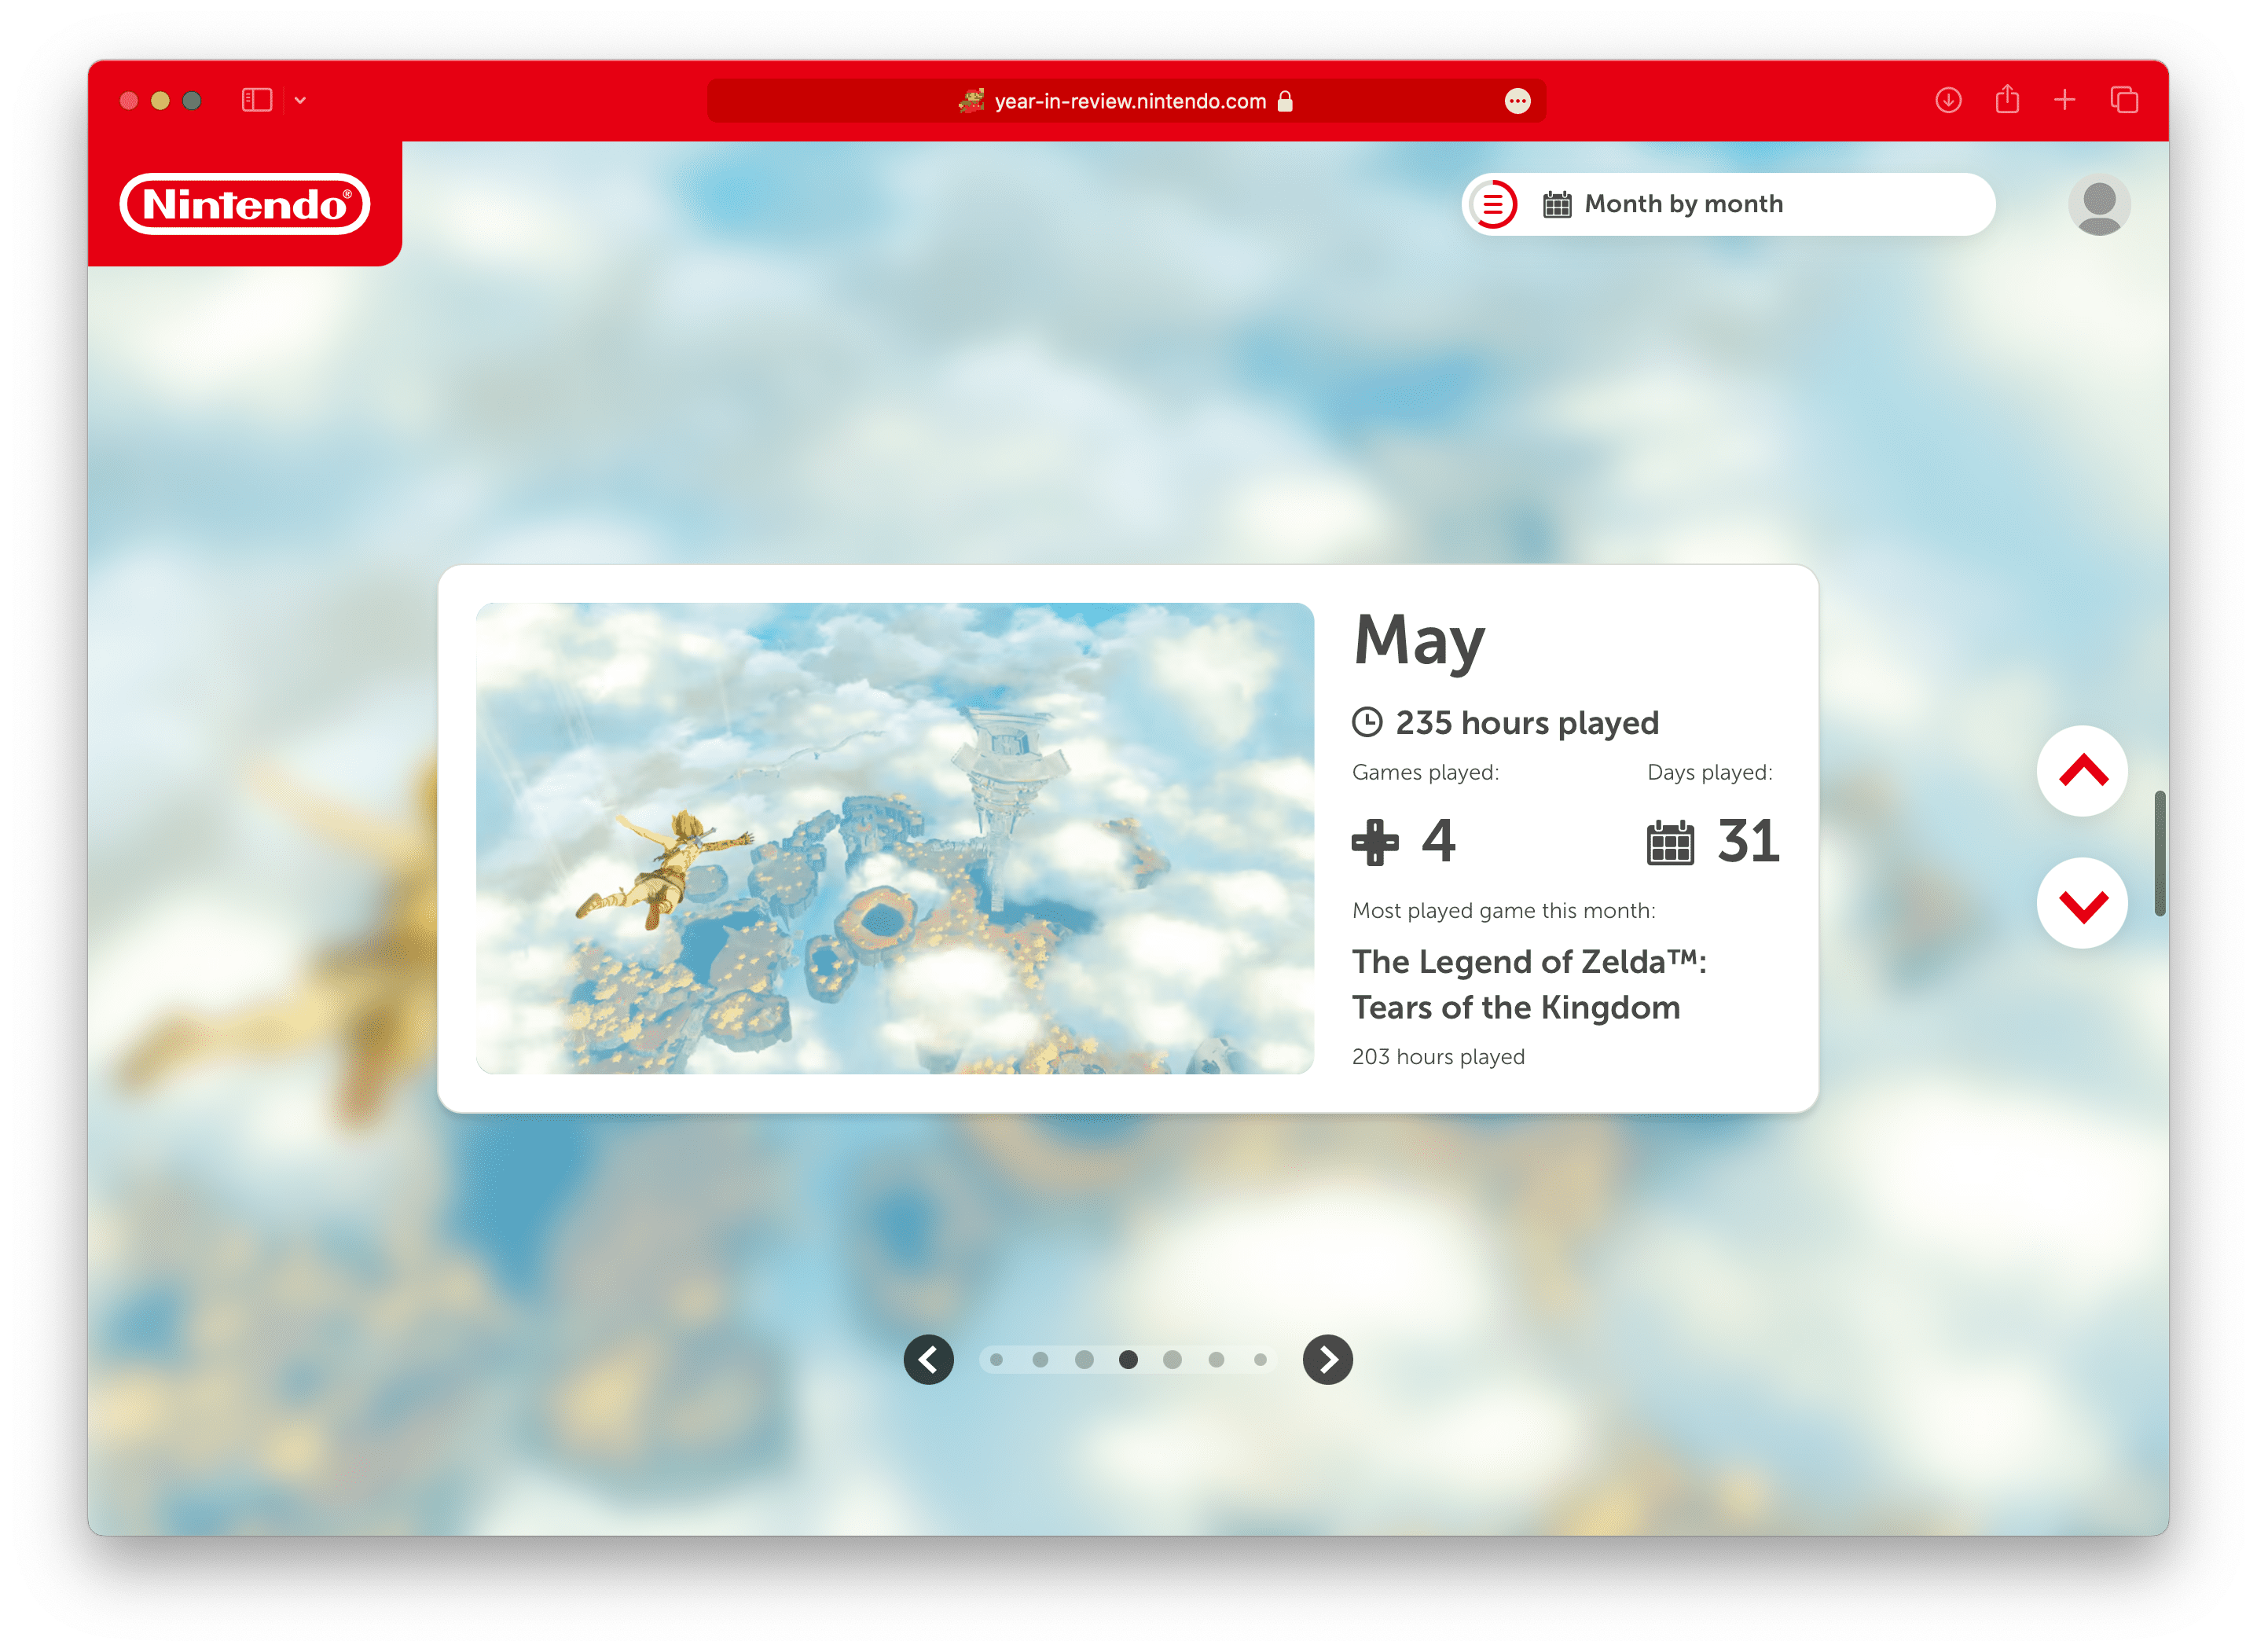 year-in-review.nintendo.com
Nintendo®
Month by month
May
235 hours played
Games played:
Days played:
4
31
Most played game this month:
The Legend of Zelda™:
Tears of the Kingdom
203 hours played